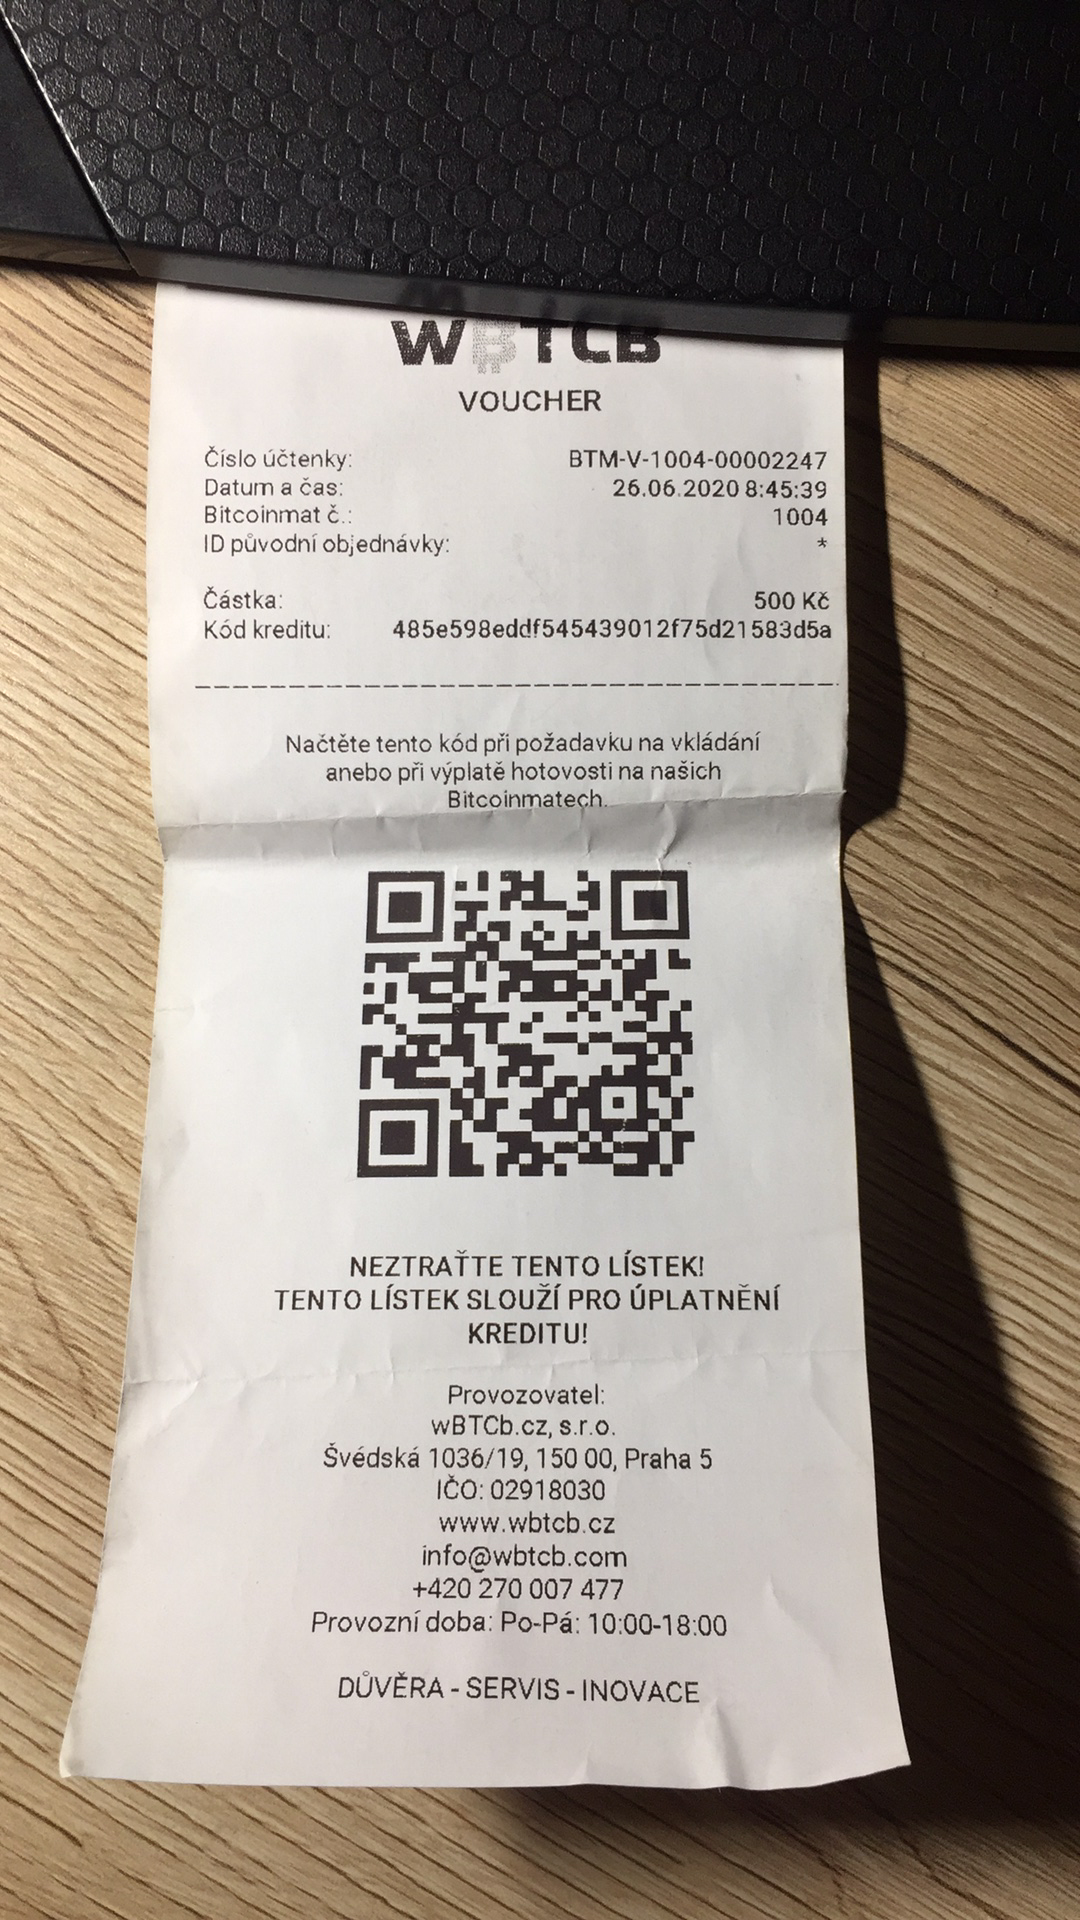 WBTCB
VOUCHER
Číslo účtenky: BTM-V-1004-00002247
Datum a čas: 26.06.2020 8:45:39
Bitcoinmat č.: 1004
ID původní objednávky: *
Částka: 500 Kč
Kód kreditu: 485e598eddf545439012f75d21583d5a
Načtěte tento kód při požadavku na vkládání
anebo při výplatě hotovosti na našich
Bitcoinmatech.
NEZTRAŤTE TENTO LÍSTEK!
TENTO LÍSTEK SLOUŽÍ PRO ÚPLATNĚNÍ
KREDITU!
Provozovatel:
wBTCb.cz, s.r.o.
Švédská 1036/19, 150 00, Praha 5
IČO: 02918030
www.wbtcb.cz
info@wbtcb.com
+420 270 007 477
Provozní doba: Po-Pá: 10:00-18:00
DŮVĚRA - SERVIS - INOVACE